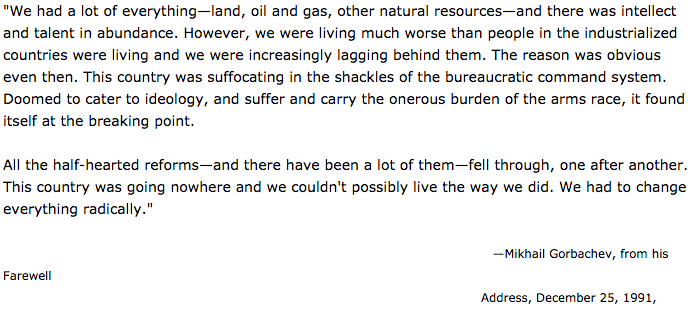 "We had a lot of everything—land, oil and gas, other natural resources—and there was intellect
and talent in abundance. However, we were living much worse than people in the industrialized
countries were living and we were increasingly lagging behind them. The reason was obvious
even then. This country was suffocating in the shackles of the bureaucratic command system.
Doomed to cater to ideology, and suffer and carry the onerous burden of the arms race, it found
itself at the breaking point.
All the half-hearted reforms—and there have been a lot of them—fell through, one after another.
This country was going nowhere and we couldn't possibly live the way we did. We had to change
everything radically."
—Mikhail Gorbachev, from his
Farewell
Address, December 25, 1991,